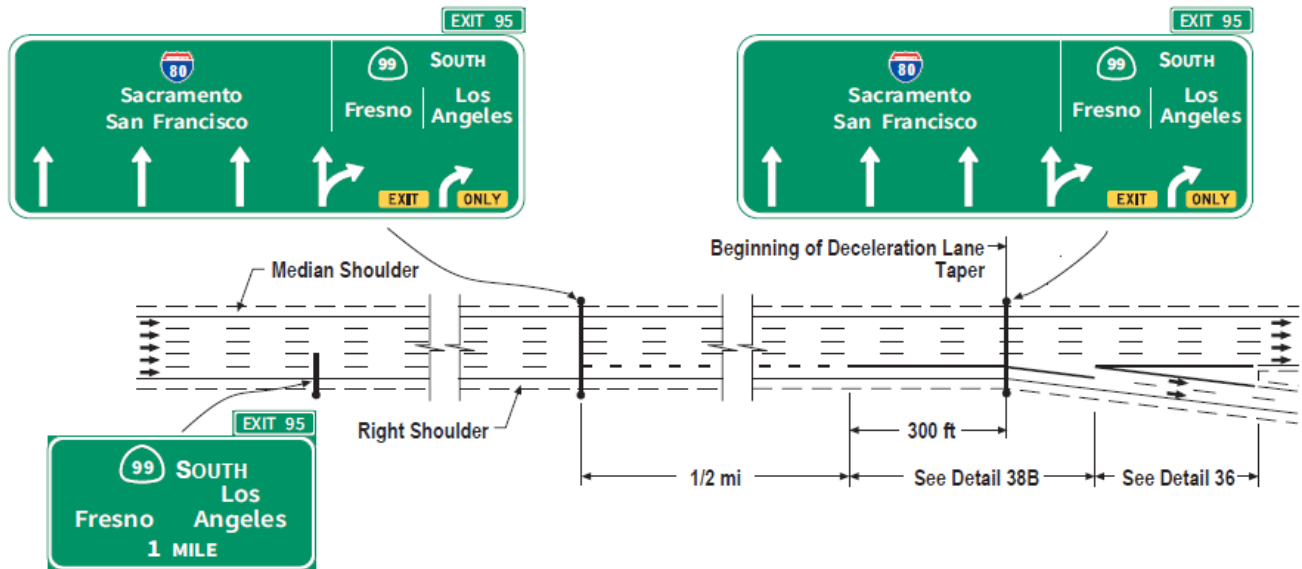 EXIT 95
80
Sacramento
San Francisco
99 SOUTH
Fresno
Los
Angeles
EXIT ONLY
EXIT 95
80
Sacramento
San Francisco
99 SOUTH
Fresno
Los
Angeles
EXIT ONLY
Beginning of Deceleration Lane
Taper
Median Shoulder
Right Shoulder
300 ft
1/2 mi
See Detail 38B
See Detail 36
EXIT 95
99 SOUTH
Fresno
Los
Angeles
1 MILE